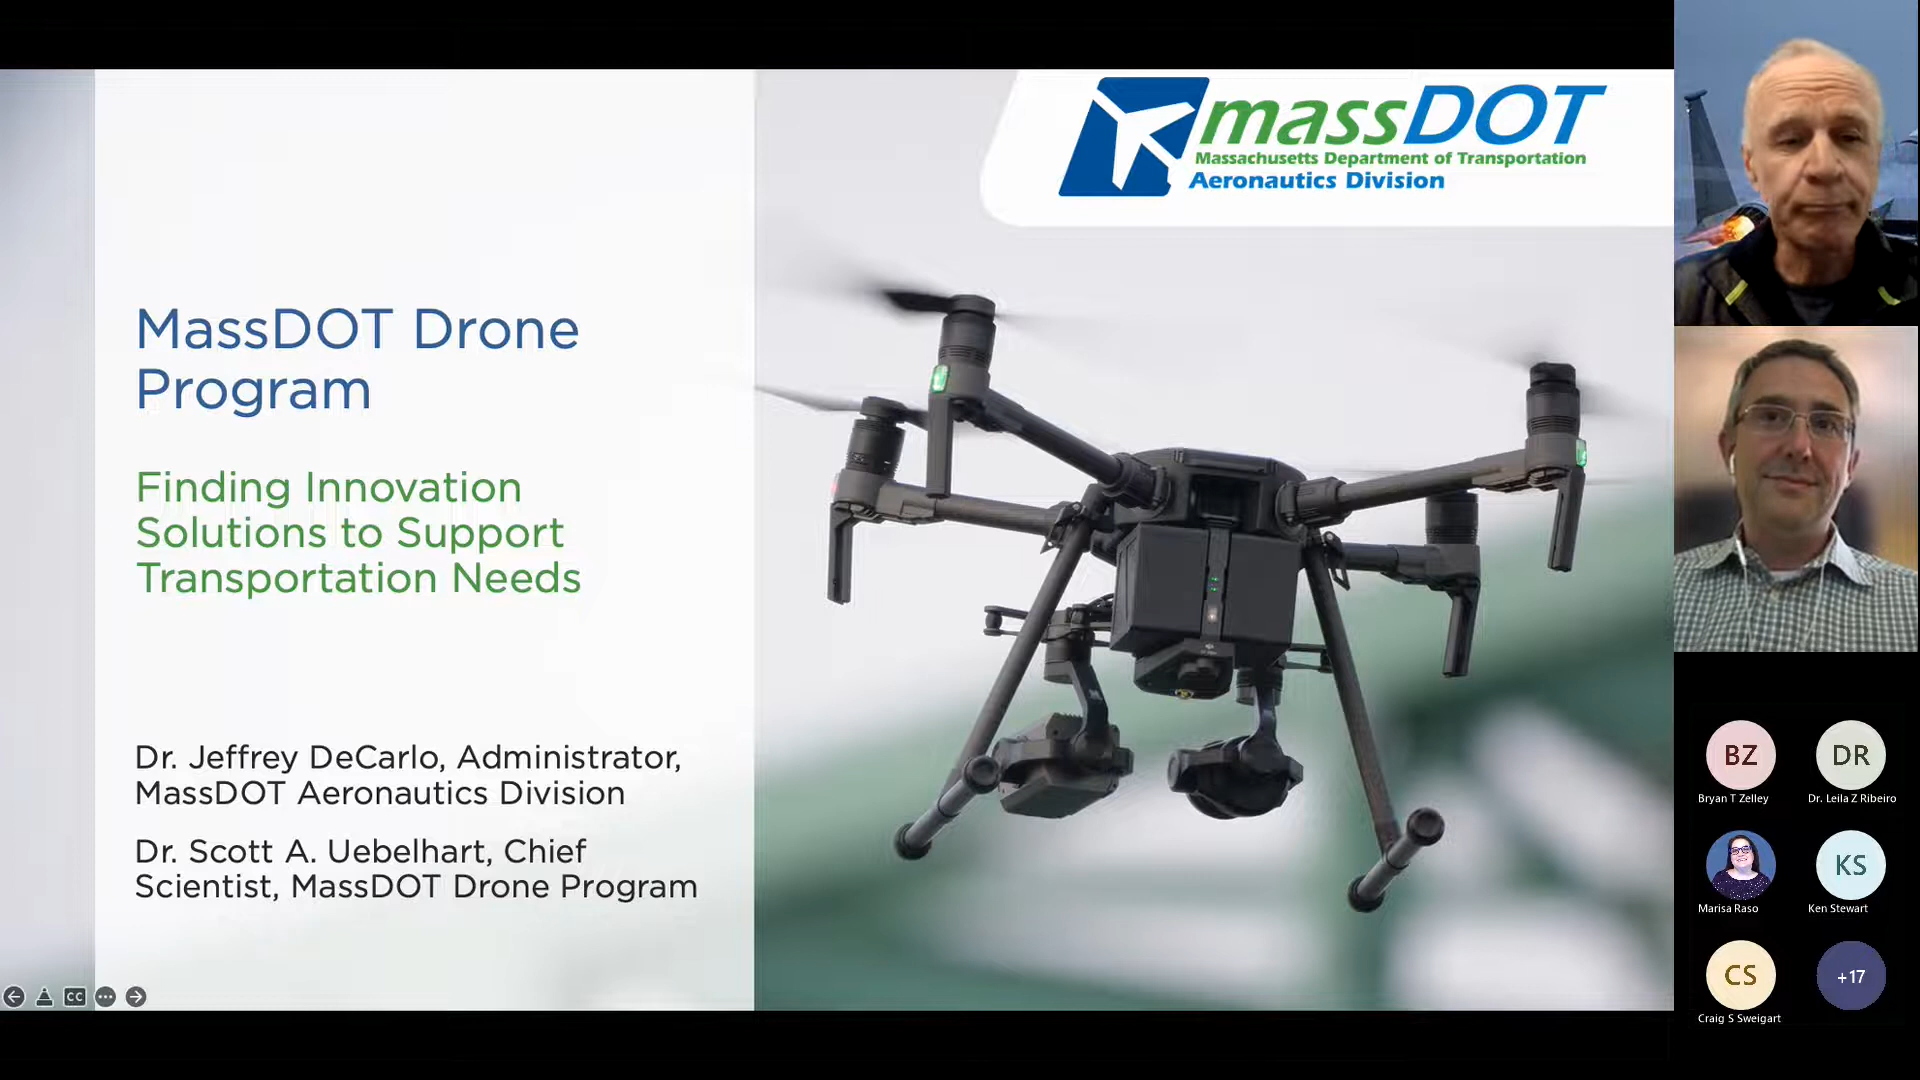 massDOT
Massachusetts Department of Transportation
Aeronautics Division
MassDOT Drone
Program
Finding Innovation
Solutions to Support
Transportation Needs
Dr. Jeffrey DeCarlo, Administrator,
MassDOT Aeronautics Division
Dr. Scott A. Uebelhart, Chief
Scientist, MassDOT Drone Program
CC
BZ
Bryan T Zelley
DR
Dr. Leila Z Ribeiro
Marisa Raso
KS
Ken Stewart
CS
Craig S Sweigart
+17